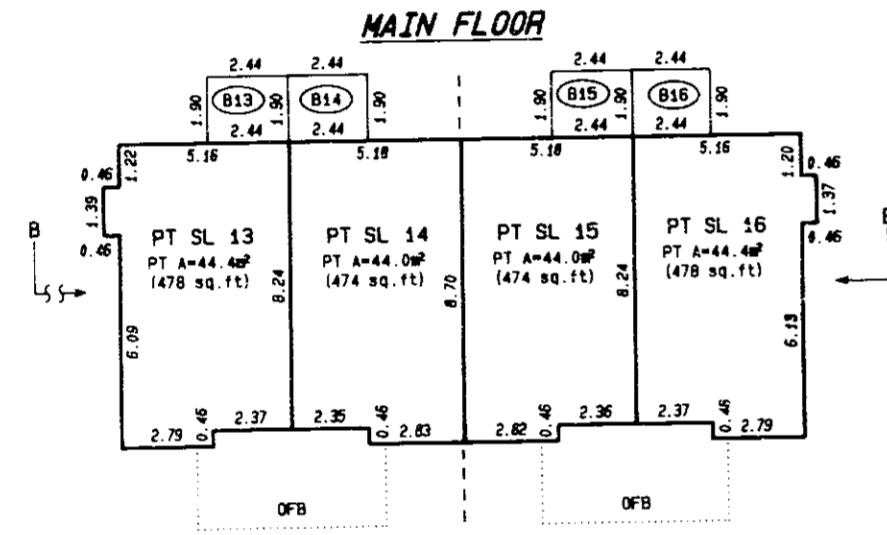 MAIN FLOOR
2.44 2.44 2.44 2.44
1.90 B13 1.90 B14 1.90 1.90 B15 1.90 B16 1.90
2.44 2.44 2.44 2.44
5.16 5.18 5.18 5.16
0.46 1.22 1.20 0.46
1.39 1.37
B
0.46 0.46
PT SL 13
PT A=44.4m²
(478 sq.ft)
PT SL 14
PT A=44.0m²
(474 sq.ft)
PT SL 15
PT A=44.0m²
(474 sq.ft)
PT SL 16
PT A=44.4m²
(478 sq.ft)
8.24 8.70 8.24
6.09 6.13
2.79 0.46 2.37 2.35 0.46 2.83 2.82 0.46 2.36 2.37 0.46 2.79
OFB OFB